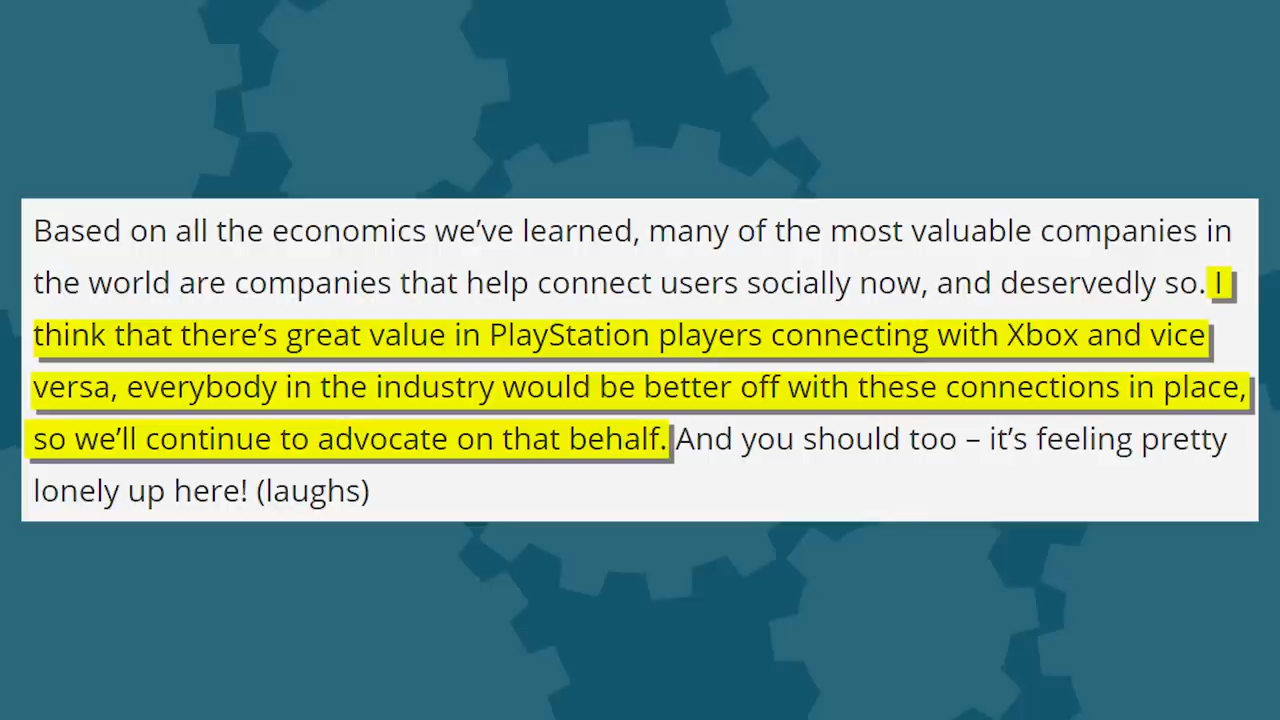 Based on all the economics we’ve learned, many of the most valuable companies in
the world are companies that help connect users socially now, and deservedly so. I
think that there’s great value in PlayStation players connecting with Xbox and vice
versa, everybody in the industry would be better off with these connections in place,
so we’ll continue to advocate on that behalf. And you should too – it’s feeling pretty
lonely up here! (laughs)